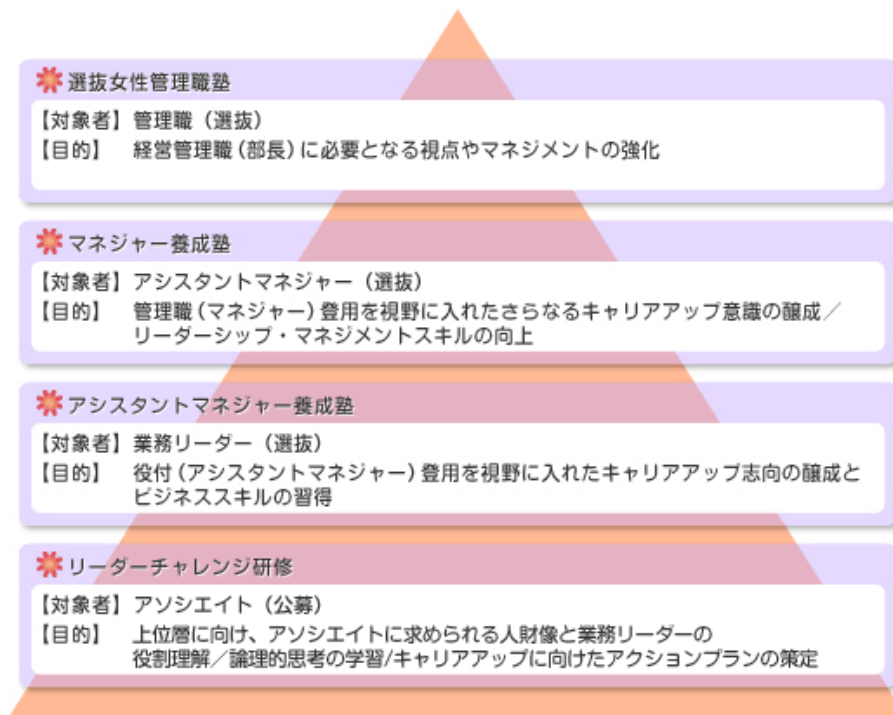 選抜女性管理職塾
【対象者】管理職（選抜）
【目的】 経営管理職（部長）に必要となる視点やマネジメントの強化
マネジャー養成塾
【対象者】アシスタントマネジャー（選抜）
【目的】 管理職（マネジャー）登用を視野に入れたさらなるキャリアアップ意識の醸成／
リーダーシップ・マネジメントスキルの向上
アシスタントマネジャー養成塾
【対象者】業務リーダー（選抜）
【目的】 役付（アシスタントマネジャー）登用を視野に入れたキャリアアップ志向の醸成と
ビジネススキルの習得
リーダーチャレンジ研修
【対象者】アソシエイト（公募）
【目的】 上位層に向け、アソシエイトに求められる人財像と業務リーダーの
役割理解／論理的思考の学習/キャリアアップに向けたアクションプランの策定